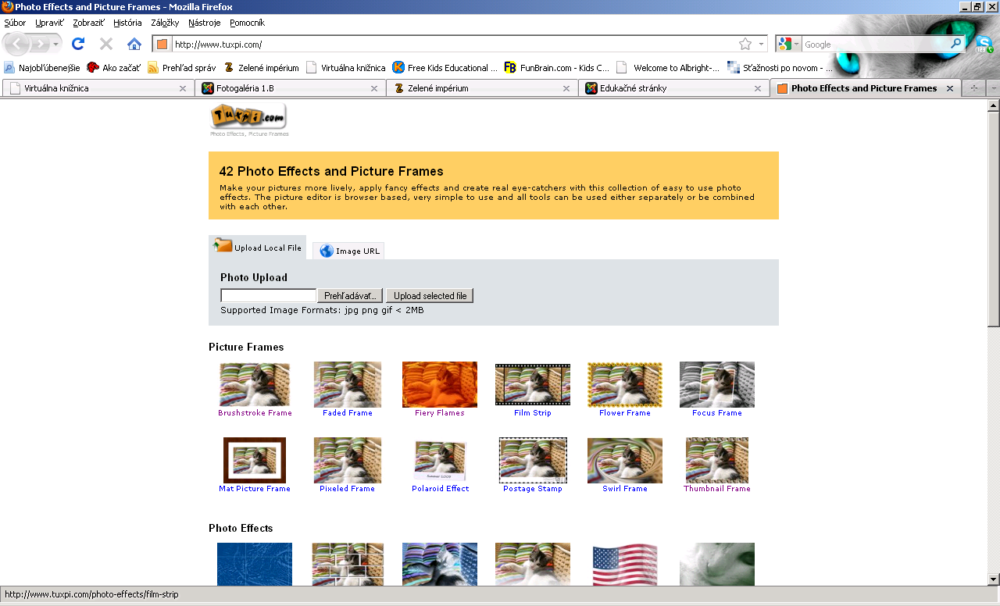 Photo Effects and Picture Frames - Mozilla Firefox
Súbor Upraviť Zobraziť História Záložky Nástroje Pomocník
http://www.tuxpi.com/
Google
Najobľúbenejšie Ako začať Prehľad správ Zelené impérium Virtuálna knižnica Free Kids Educational ... FunBrain.com - Kids C... Welcome to Albright-... Sťažnosti po novom - ...
Virtuálna knižnica Fotogaléria 1.B Zelené impérium Edukačné stránky Photo Effects and Picture Frames
Tuxpi.com
Photo Effects, Picture Frames
42 Photo Effects and Picture Frames
Make your pictures more lively, apply fancy effects and create real eye-catchers with this collection of easy to use photo
effects. The picture editor is browser based, very simple to use and all tools can be used either separately or be combined
with each other.
Upload Local File Image URL
Photo Upload
Prehľadávať... Upload selected file
Supported Image Formats: jpg png gif < 2MB
Picture Frames
Brushstroke Frame Faded Frame Fiery Flames Film Strip Flower Frame Focus Frame
Summer 2009
Mat Picture Frame Pixeled Frame Polaroid Effect Postage Stamp Swirl Frame Thumbnail Frame
Photo Effects
http://www.tuxpi.com/photo-effects/film-strip